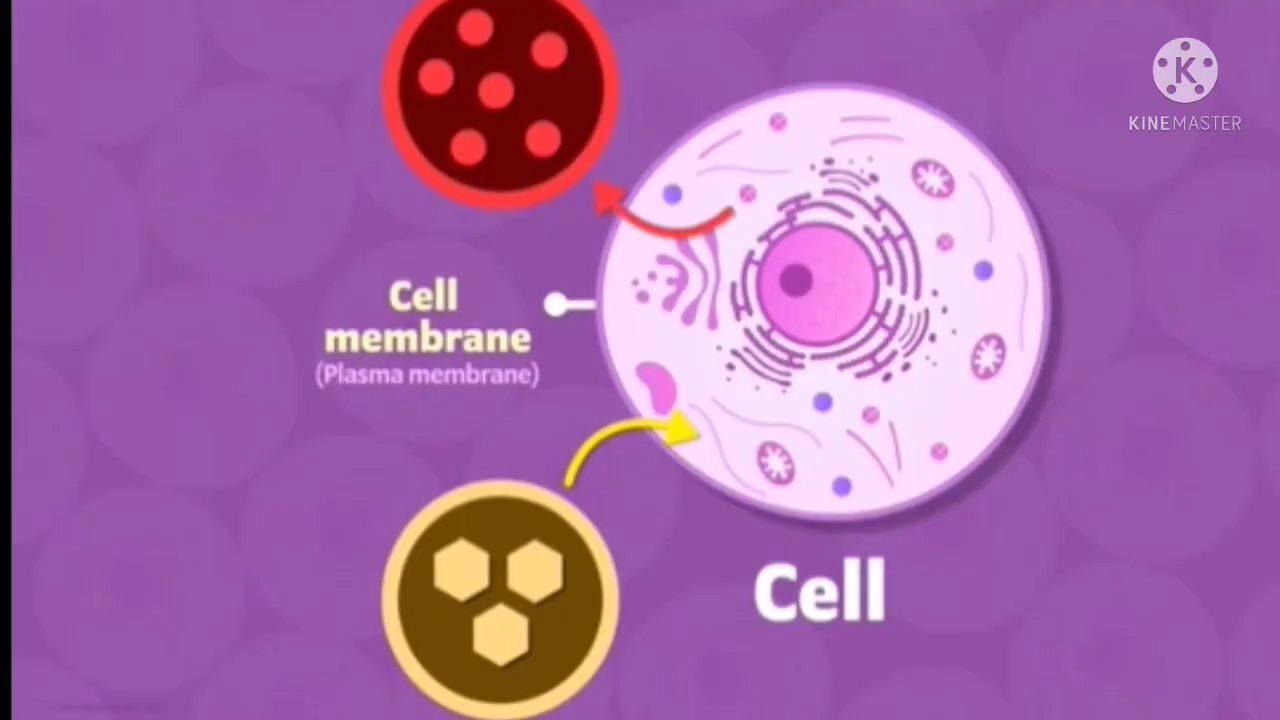 K
KINEMASTER
Cell
membrane
(Plasma membrane)
Cell